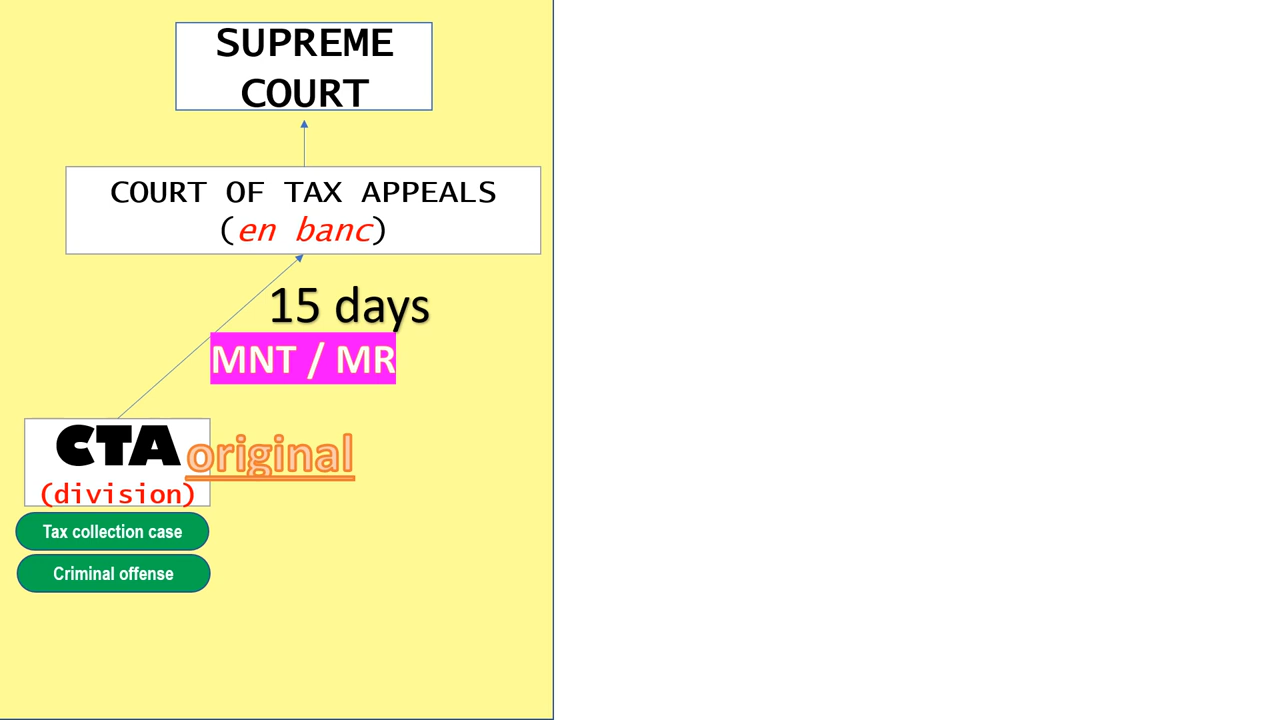 SUPREME
COURT
COURT OF TAX APPEALS
(en banc)
15 days
MNT / MR
CTA original
(division)
Tax collection case
Criminal offense